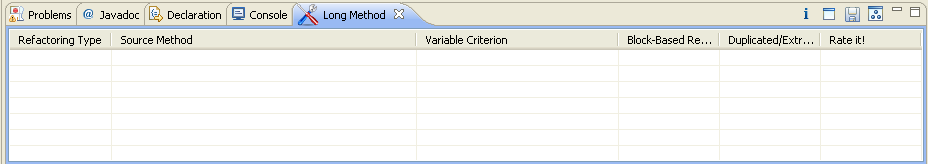 Problems @ Javadoc Declaration Console Long Method
Refactoring Type Source Method Variable Criterion Block-Based Re... Duplicated/Extr... Rate it!